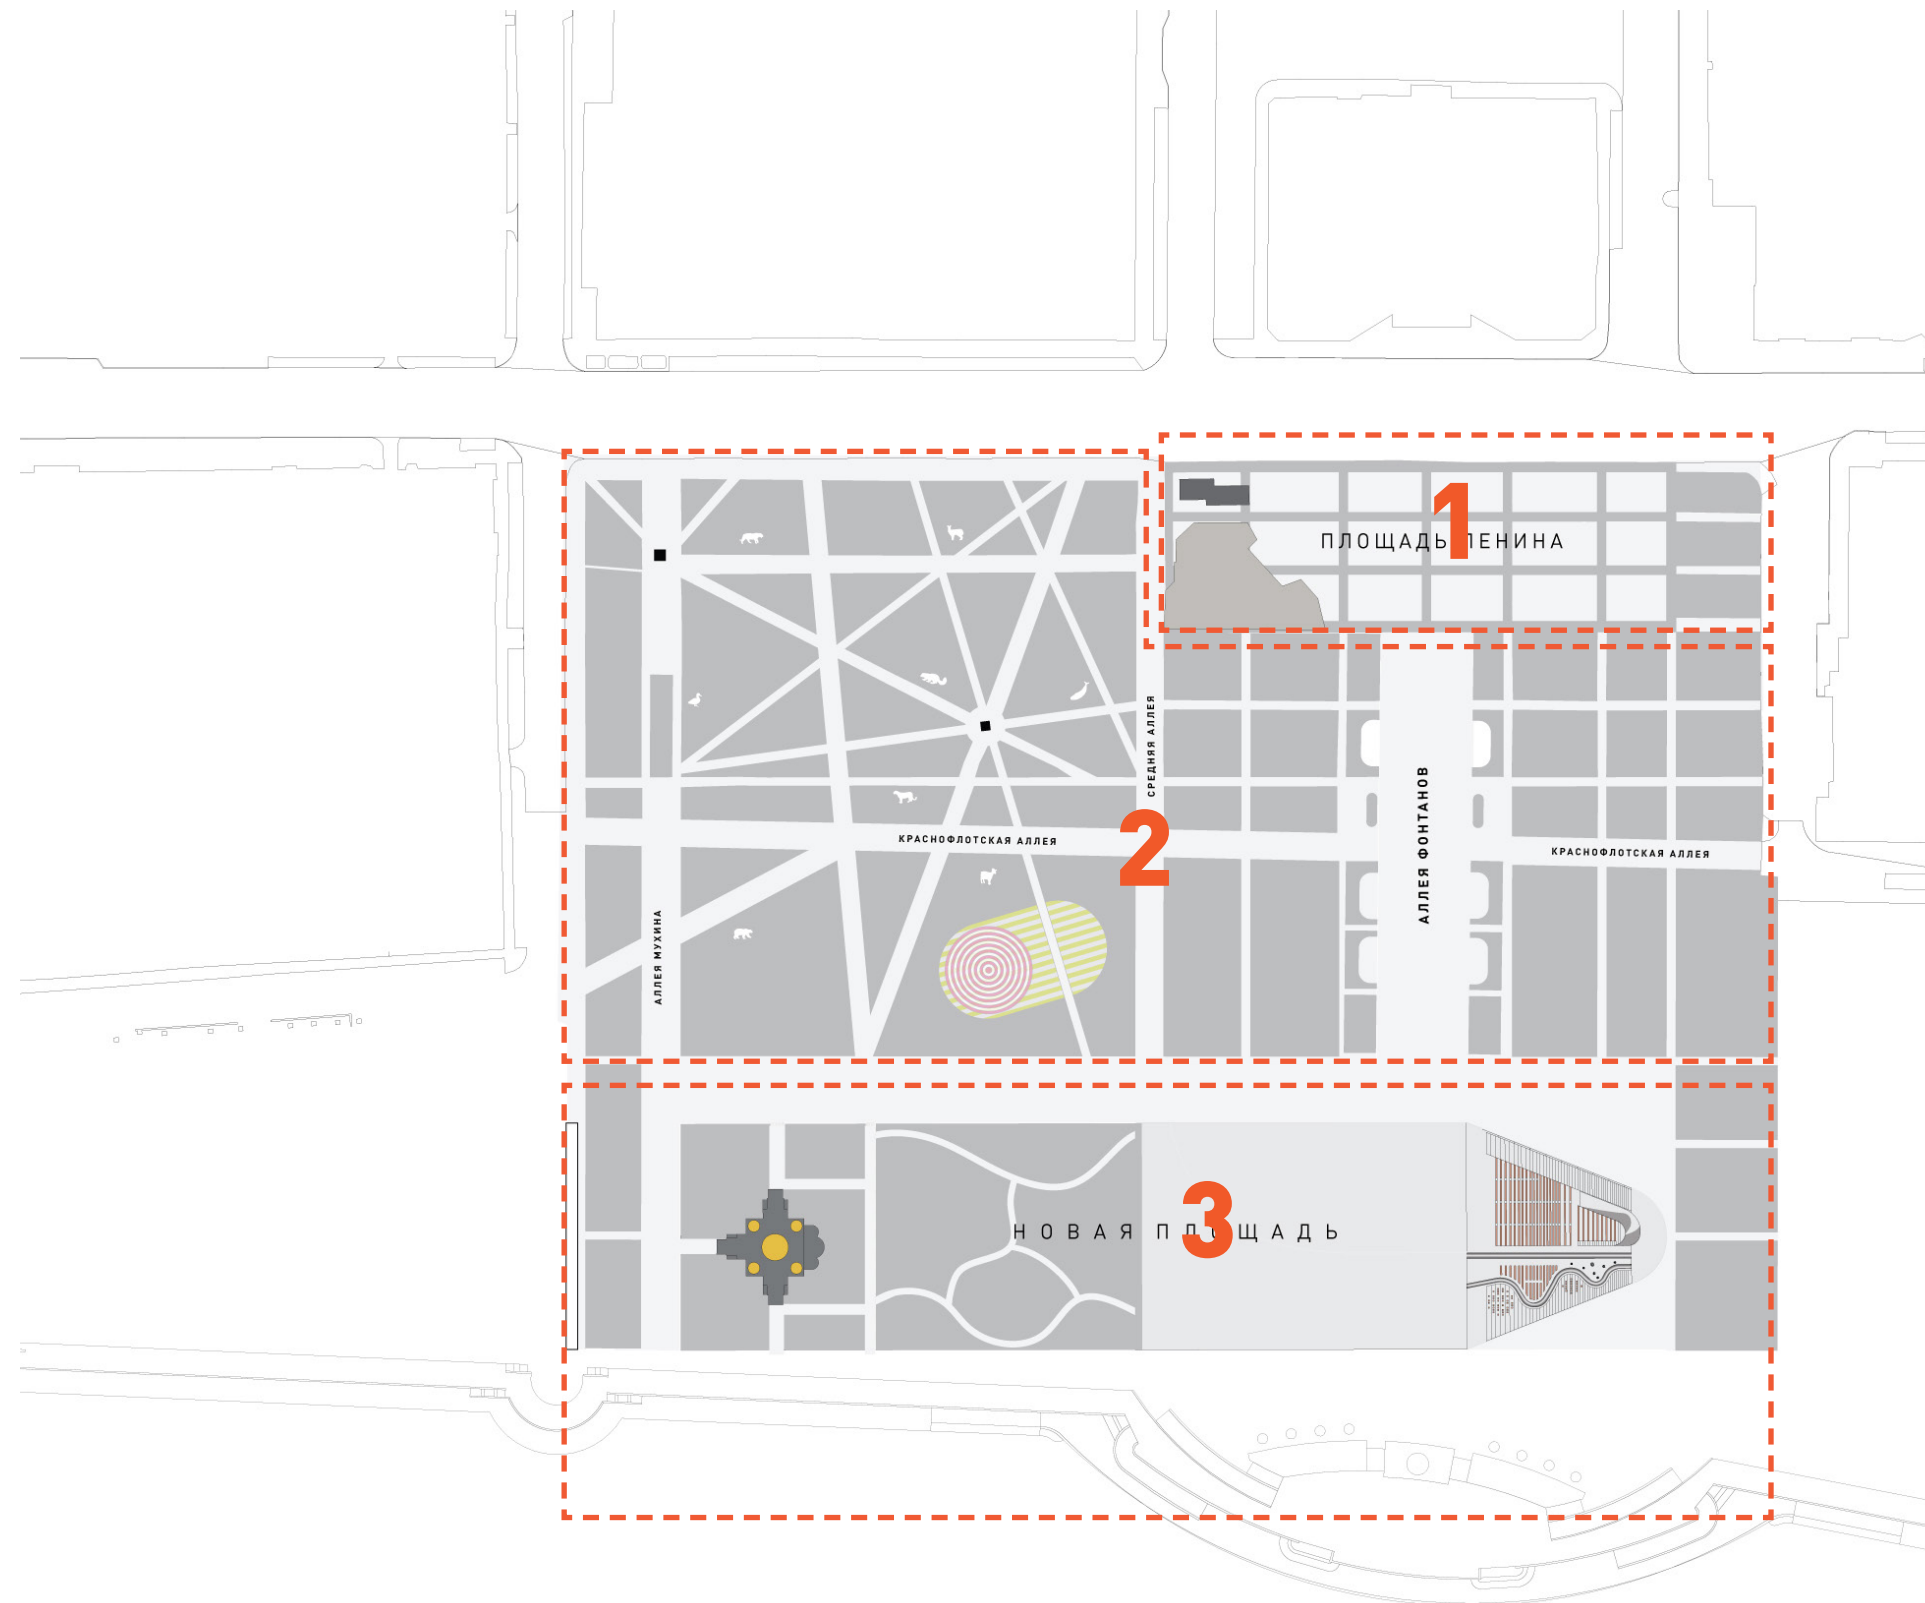 1
ПЛОЩАДЬ ЛЕНИНА
СРЕДНЯЯ АЛЛЕЯ
АЛЛЕЯ ФОНТАНОВ
2
КРАСНОФЛОТСКАЯ АЛЛЕЯ
КРАСНОФЛОТСКАЯ АЛЛЕЯ
АЛЛЕЯ МУХИНА
3
НОВАЯ ПЛОЩАДЬ